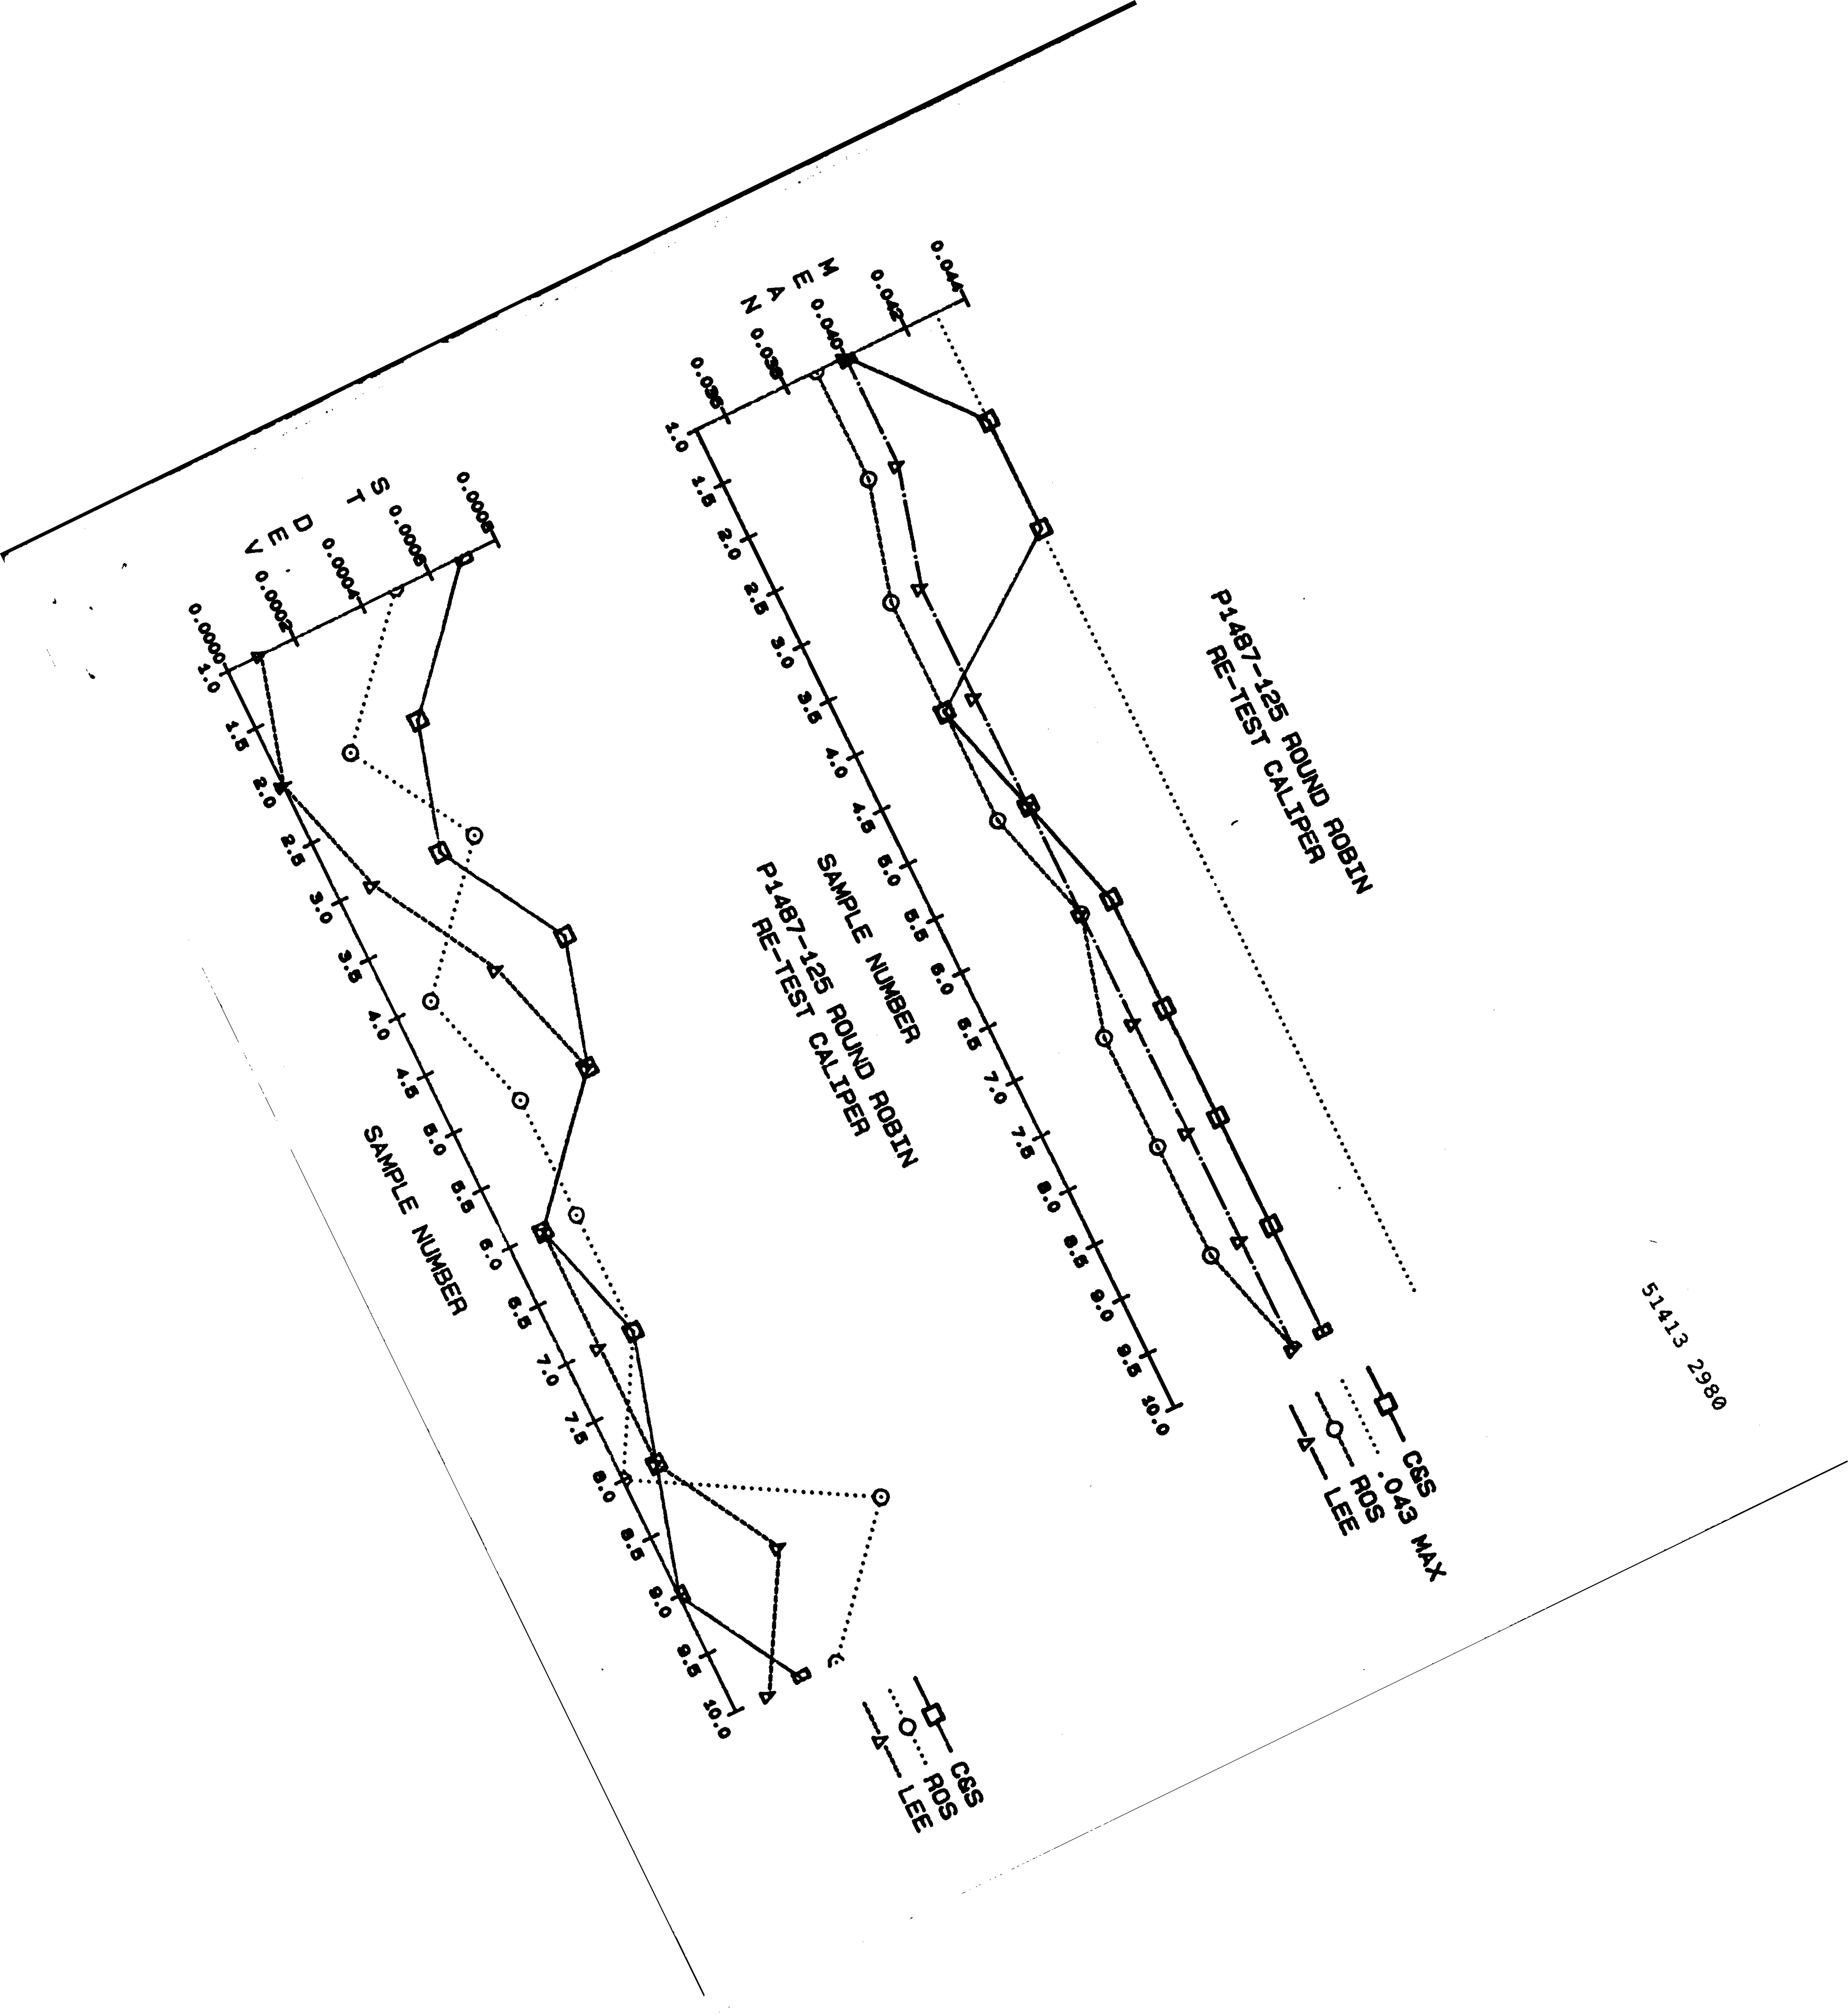 P1487-125 ROUND ROBIN
RE-TEST CALIPER
0.044
0.042
0.040
0.038
0.036
MEAN
1.0 1.5 2.0 2.5 3.0 3.5 4.0 4.5 5.0 5.5 6.0 6.5 7.0 7.5 8.0 8.5 9.0 9.5 10.0
SAMPLE NUMBER
C&S
.043 MAX
ROS
LEE
P1487-125 ROUND ROBIN
RE-TEST CALIPER
0.0008
0.0006
0.0004
0.0002
0.0000
ST DEV
1.0 1.5 2.0 2.5 3.0 3.5 4.0 4.5 5.0 5.5 6.0 6.5 7.0 7.5 8.0 8.5 9.0 9.5 10.0
SAMPLE NUMBER
C&S
ROS
LEE
51413 2980